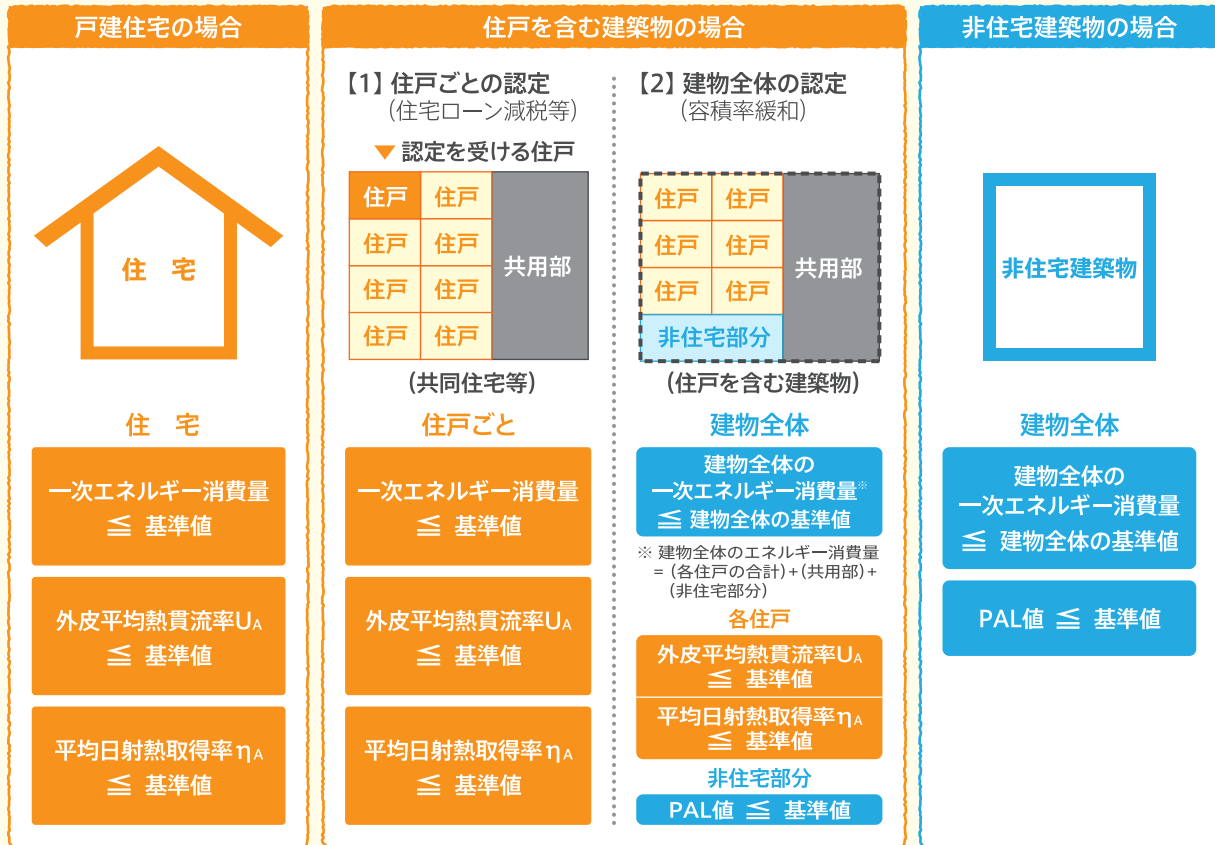 戸建住宅の場合
住 宅
住 宅
一次エネルギー消費量
≦ 基準値
外皮平均熱貫流率UA
≦ 基準値
平均日射熱取得率ηA
≦ 基準値
住戸を含む建築物の場合
【1】住戸ごとの認定
(住宅ローン減税等)
▼ 認定を受ける住戸
住戸 住戸
住戸 住戸
住戸 住戸
住戸 住戸
共用部
(共同住宅等)
住戸ごと
一次エネルギー消費量
≦ 基準値
外皮平均熱貫流率UA
≦ 基準値
平均日射熱取得率ηA
≦ 基準値
【2】建物全体の認定
(容積率緩和)
住戸 住戸
住戸 住戸
住戸 住戸
非住宅部分
共用部
(住戸を含む建築物)
建物全体
建物全体の
一次エネルギー消費量※
≦ 建物全体の基準値
※ 建物全体のエネルギー消費量
=(各住戸の合計)+(共用部)+
(非住宅部分)
各住戸
外皮平均熱貫流率UA
≦ 基準値
平均日射熱取得率ηA
≦ 基準値
非住宅部分
PAL値 ≦ 基準値
非住宅建築物の場合
非住宅建築物
建物全体
建物全体の
一次エネルギー消費量
≦ 建物全体の基準値
PAL値 ≦ 基準値